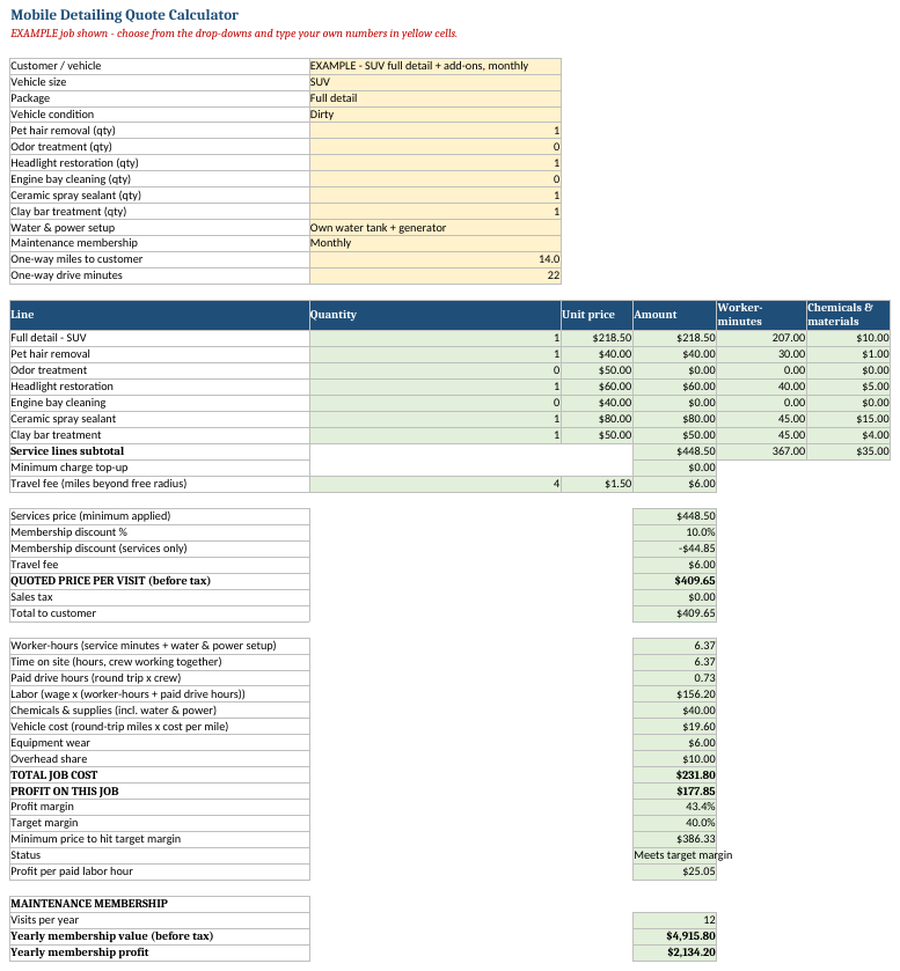 Mobile Detailing Quote Calculator
EXAMPLE job shown - choose from the drop-downs and type your own numbers in yellow cells.
Customer / vehicle EXAMPLE - SUV full detail + add-ons, monthly
Vehicle size SUV
Package Full detail
Vehicle condition Dirty
Pet hair removal (qty) 1
Odor treatment (qty) 0
Headlight restoration (qty) 1
Engine bay cleaning (qty) 0
Ceramic spray sealant (qty) 1
Clay bar treatment (qty) 1
Water & power setup Own water tank + generator
Maintenance membership Monthly
One-way miles to customer 14.0
One-way drive minutes 22
Line Quantity Unit price Amount Worker-minutes Chemicals & materials
Full detail - SUV 1 $218.50 $218.50 207.00 $10.00
Pet hair removal 1 $40.00 $40.00 30.00 $1.00
Odor treatment 0 $50.00 $0.00 0.00 $0.00
Headlight restoration 1 $60.00 $60.00 40.00 $5.00
Engine bay cleaning 0 $40.00 $0.00 0.00 $0.00
Ceramic spray sealant 1 $80.00 $80.00 45.00 $15.00
Clay bar treatment 1 $50.00 $50.00 45.00 $4.00
Service lines subtotal $448.50 367.00 $35.00
Minimum charge top-up $0.00
Travel fee (miles beyond free radius) 4 $1.50 $6.00
Services price (minimum applied) $448.50
Membership discount % 10.0%
Membership discount (services only) -$44.85
Travel fee $6.00
QUOTED PRICE PER VISIT (before tax) $409.65
Sales tax $0.00
Total to customer $409.65
Worker-hours (service minutes + water & power setup) 6.37
Time on site (hours, crew working together) 6.37
Paid drive hours (round trip x crew) 0.73
Labor (wage x (worker-hours + paid drive hours)) $156.20
Chemicals & supplies (incl. water & power) $40.00
Vehicle cost (round-trip miles x cost per mile) $19.60
Equipment wear $6.00
Overhead share $10.00
TOTAL JOB COST $231.80
PROFIT ON THIS JOB $177.85
Profit margin 43.4%
Target margin 40.0%
Minimum price to hit target margin $386.33
Status Meets target margin
Profit per paid labor hour $25.05
MAINTENANCE MEMBERSHIP
Visits per year 12
Yearly membership value (before tax) $4,915.80
Yearly membership profit $2,134.20